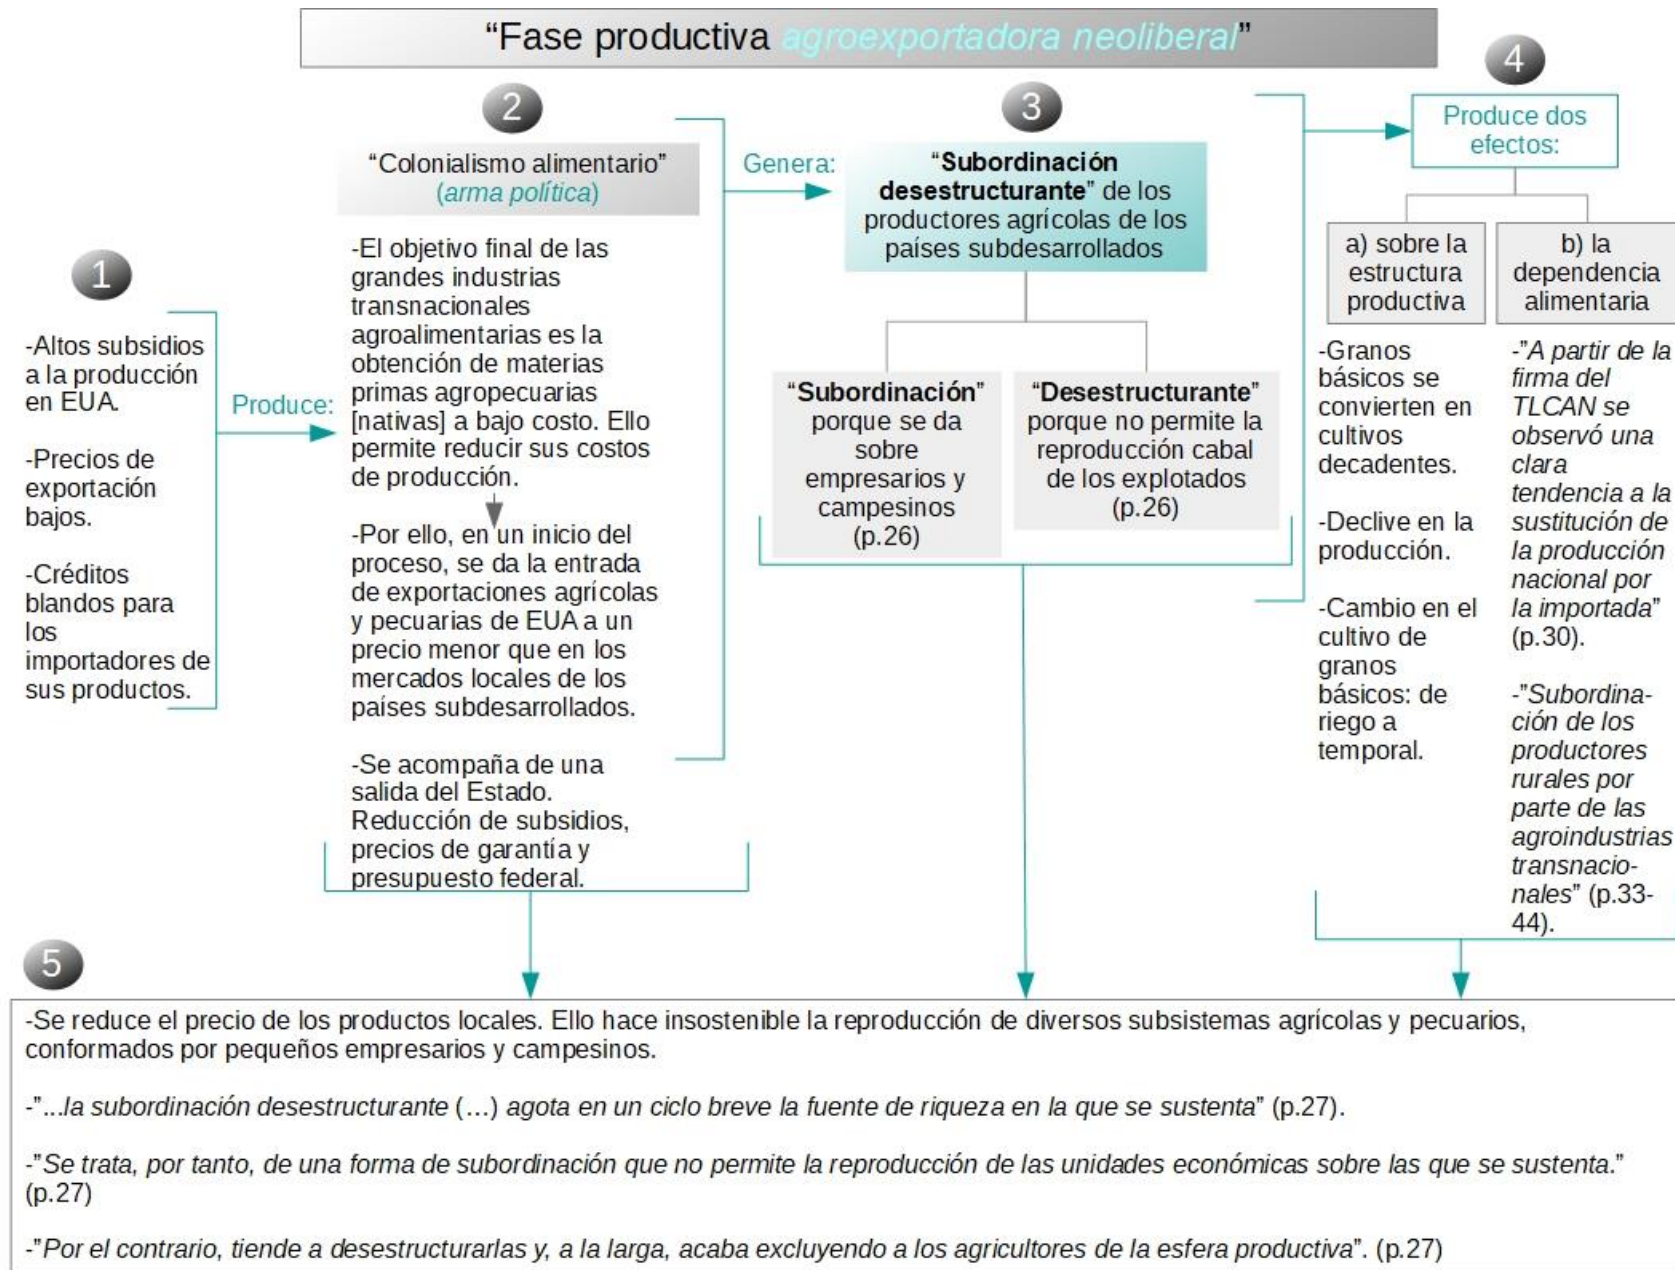 “Fase productiva agroexportadora neoliberal”
1
-Altos subsidios
a la producción
en EUA.
-Precios de
exportación
bajos.
-Créditos
blandos para
los
importadores de
sus productos.
Produce:
2
“Colonialismo alimentario”
(arma política)
-El objetivo final de las
grandes industrias
transnacionales
agroalimentarias es la
obtención de materias
primas agropecuarias
[nativas] a bajo costo. Ello
permite reducir sus costos
de producción.
-Por ello, en un inicio del
proceso, se da la entrada
de exportaciones agrícolas
y pecuarias de EUA a un
precio menor que en los
mercados locales de los
países subdesarrollados.
-Se acompaña de una
salida del Estado.
Reducción de subsidios,
precios de garantía y
presupuesto federal.
Genera:
3
“Subordinación
desestructurante” de los
productores agrícolas de los
países subdesarrollados
“Subordinación”
porque se da
sobre
empresarios y
campesinos
(p.26)
“Desestructurante”
porque no permite la
reproducción cabal
de los explotados
(p.26)
4
Produce dos
efectos:
a) sobre la
estructura
productiva
-Granos
básicos se
convierten en
cultivos
decadentes.
-Declive en la
producción.
-Cambio en el
cultivo de
granos
básicos: de
riego a
temporal.
b) la
dependencia
alimentaria
-”A partir de la
firma del
TLCAN se
observó una
clara
tendencia a la
sustitución de
la producción
nacional por
la importada”
(p.30).
-”Subordina-
ción de los
productores
rurales por
parte de las
agroindustrias
transnacio-
nales” (p.33-
44).
5
-Se reduce el precio de los productos locales. Ello hace insostenible la reproducción de diversos subsistemas agrícolas y pecuarios,
conformados por pequeños empresarios y campesinos.
-”...la subordinación desestructurante (…) agota en un ciclo breve la fuente de riqueza en la que se sustenta” (p.27).
-”Se trata, por tanto, de una forma de subordinación que no permite la reproducción de las unidades económicas sobre las que se sustenta.”
(p.27)
-”Por el contrario, tiende a desestructurarlas y, a la larga, acaba excluyendo a los agricultores de la esfera productiva”. (p.27)